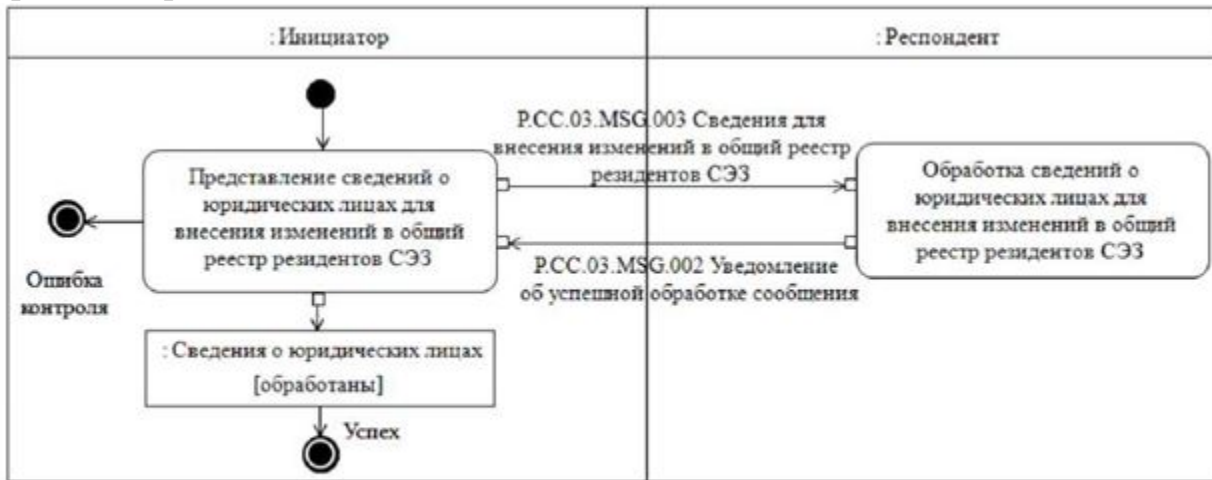 : Инициатор
: Респондент
P.CC.03.MSG.003 Сведения для
внесения изменений в общий реестр
резидентов СЭЗ
Представление сведений о
юридических лицах для
внесения изменений в общий
реестр резидентов СЭЗ
Обработка сведений о
юридических лицах для
внесения изменений в общий
реестр резидентов СЭЗ
P.CC.03.MSG.002 Уведомление
об успешной обработке сообщения
Ошибка
контроля
: Сведения о юридических лицах
[обработаны]
Успех